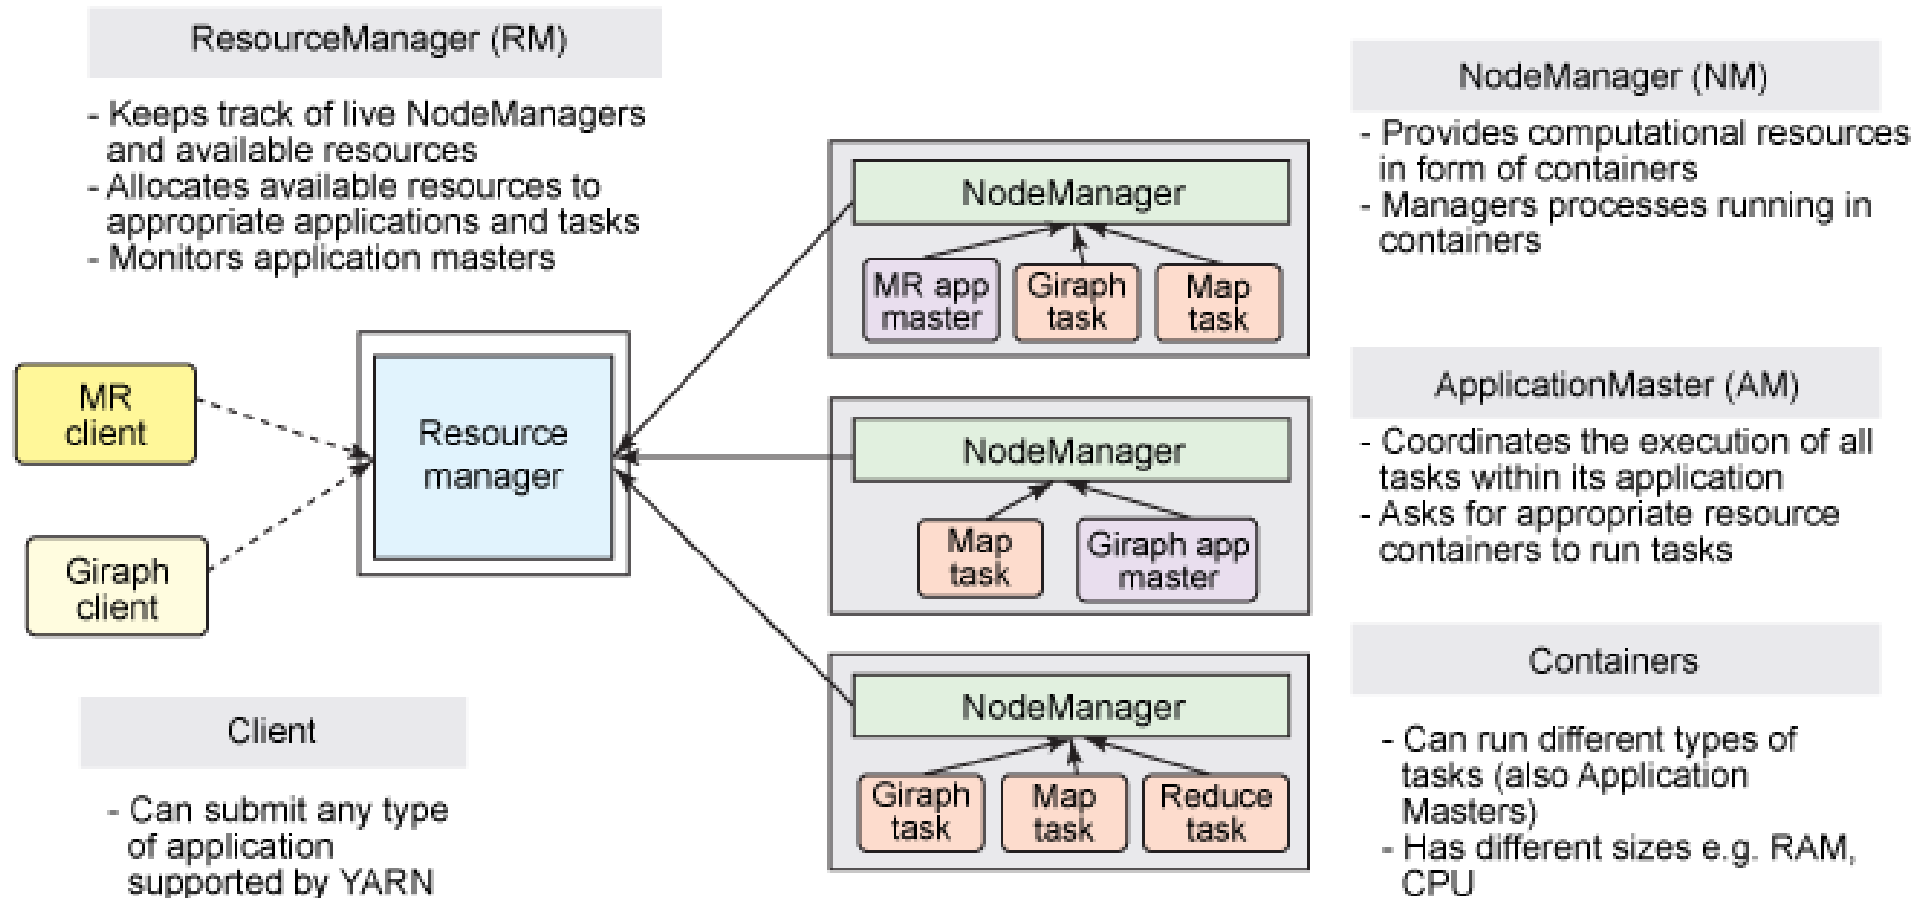 ResourceManager (RM)
- Keeps track of live NodeManagers
and available resources
- Allocates available resources to
appropriate applications and tasks
- Monitors application masters
MR
client
Giraph
client
Resource
manager
Client
- Can submit any type
of application
supported by YARN
NodeManager
MR app
master
Giraph
task
Map
task
NodeManager
Map
task
Giraph app
master
NodeManager
Giraph
task
Map
task
Reduce
task
NodeManager (NM)
- Provides computational resources
in form of containers
- Managers processes running in
containers
ApplicationMaster (AM)
- Coordinates the execution of all
tasks within its application
- Asks for appropriate resource
containers to run tasks
Containers
- Can run different types of
tasks (also Application
Masters)
- Has different sizes e.g. RAM,
CPU